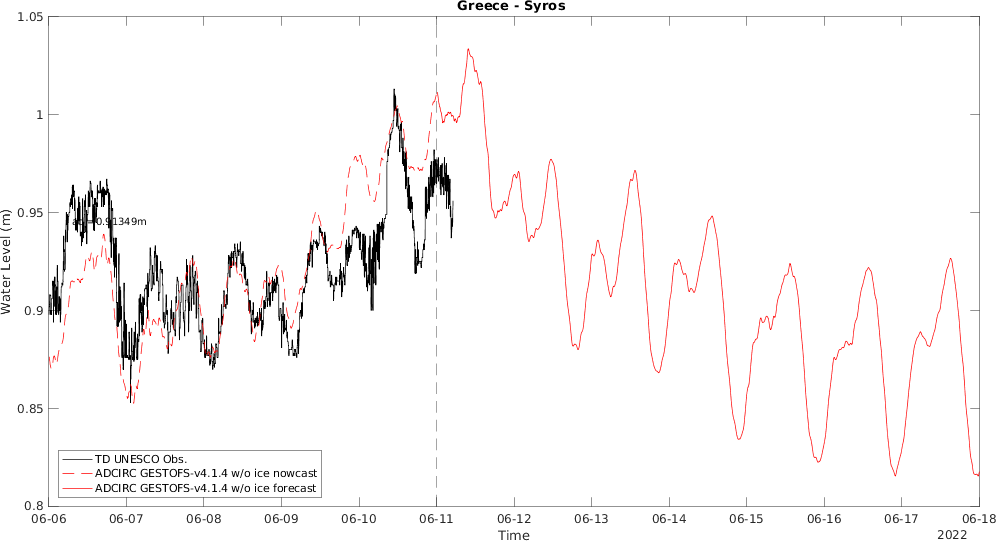 Greece - Syros
1.05
1
0.95
0.9
0.85
0.8
Water Level (m)
= 0.91349m
TD UNESCO Obs.
ADCIRC GESTOFS-v4.1.4 w/o ice nowcast
ADCIRC GESTOFS-v4.1.4 w/o ice forecast
06-06 06-07 06-08 06-09 06-10 06-11 06-12 06-13 06-14 06-15 06-16 06-17 06-18
Time
2022